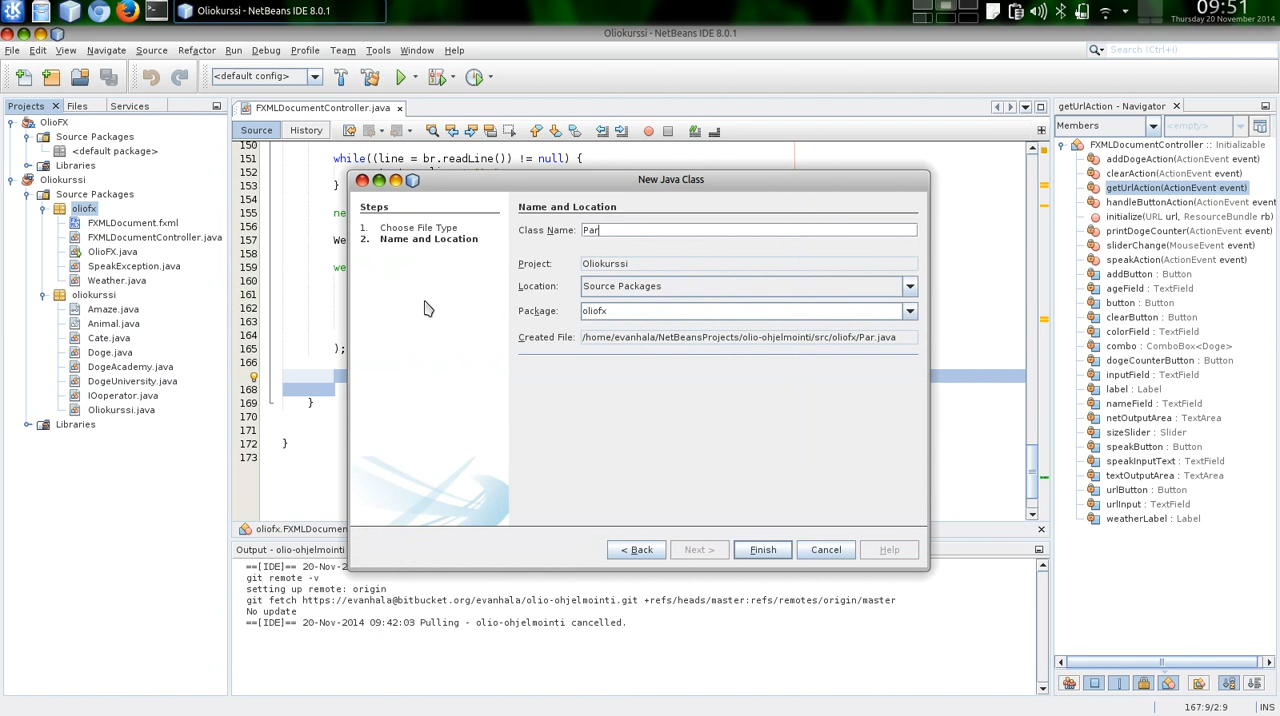 Oliokurssi - NetBeans IDE 8.0.1
09:51
Thursday 20 November 2014
Oliokurssi - NetBeans IDE 8.0.1
File Edit View Navigate Source Refactor Run Debug Profile Team Tools Window Help
Search (Ctrl+I)
<default config>
Projects Files Services
FXMLDocumentController.java
getUrlAction - Navigator
Source History
Members
<empty>
OlioFX
Source Packages
<default package>
Libraries
Oliokurssi
Source Packages
oliofx
FXMLDocument.fxml
FXMLDocumentController.java
OlioFX.java
SpeakException.java
Weather.java
oliokurssi
Amaze.java
Animal.java
Cate.java
Doge.java
DogeAcademy.java
DogeUniversity.java
IOoperator.java
Oliokurssi.java
Libraries
150
151 while((line = br.readLine()) != null) {
152
153 }
154
155 ne
156
157 We
158
159 we
160
161
162
163
164
165 );
166
168
169 }
170
171
172 }
173
New Java Class
Steps
1. Choose File Type
2. Name and Location
Name and Location
Class Name: Par
Project: Oliokurssi
Location: Source Packages
Package: oliofx
Created File: /home/evanhala/NetBeansProjects/olio-ohjelmointi/src/oliofx/Par.java
< Back Next > Finish Cancel Help
FXMLDocumentController :: Initializable
addDogeAction(ActionEvent event)
clearAction(ActionEvent event)
getUrlAction(ActionEvent event)
handleButtonAction(ActionEvent event)
initialize(URL url, ResourceBundle rb)
printDogeCounter(ActionEvent event)
sliderChange(MouseEvent event)
speakAction(ActionEvent event)
addButton : Button
ageField : TextField
button : Button
clearButton : Button
colorField : TextField
combo : ComboBox<Doge>
dogeCounterButton : Button
inputField : TextField
label : Label
nameField : TextField
netOutputArea : TextArea
sizeSlider : Slider
speakButton : Button
speakInputText : TextField
textOutputArea : TextArea
urlButton : Button
urlInput : TextField
weatherLabel : Label
oliofx.FXMLDocumen
Output - olio-ohjelmointi
==[IDE]== 20-Nov-2014 09:42
git remote -v
setting up remote: origin
git fetch https://evanhala@bitbucket.org/evanhala/olio-ohjelmointi.git +refs/heads/master:refs/remotes/origin/master
No update
==[IDE]== 20-Nov-2014 09:42:03 Pulling - olio-ohjelmointi cancelled.
167:9/2:9 INS